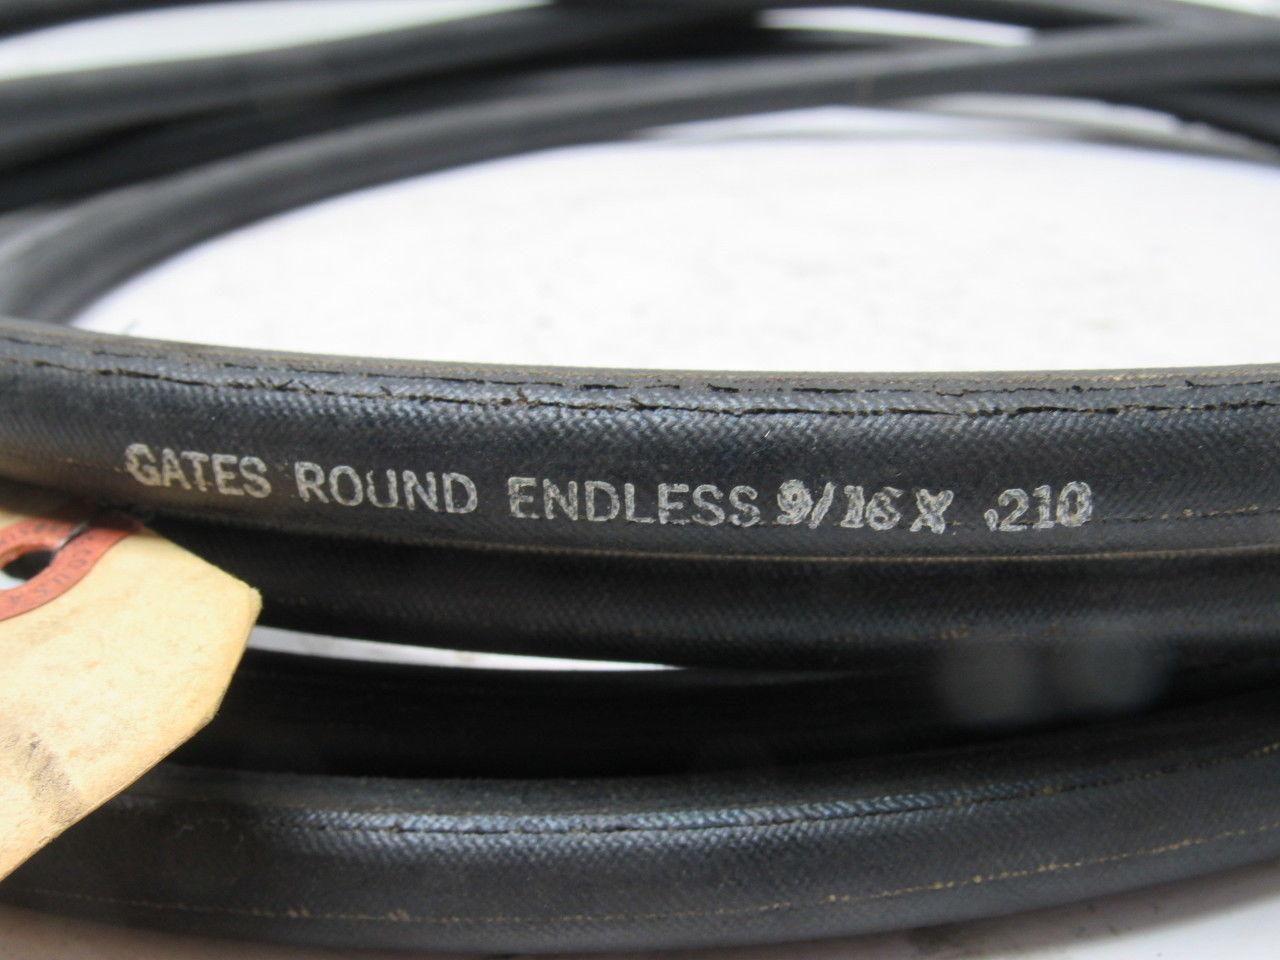 GATES ROUND ENDLESS 9/16 X .210